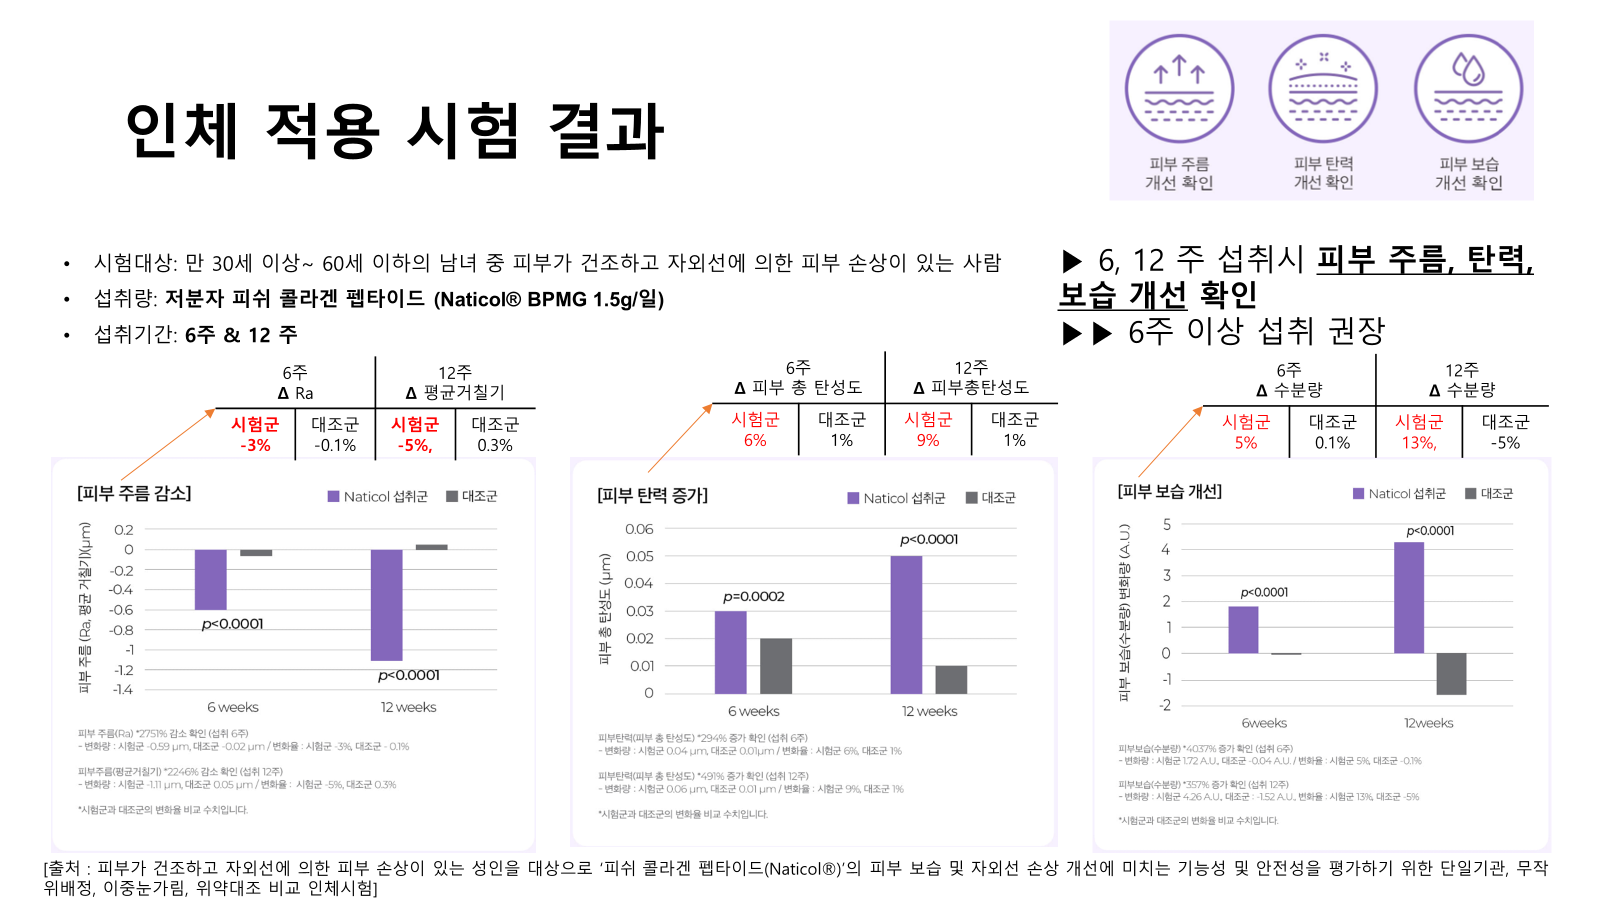 인체 적용 시험 결과
피부 주름
개선 확인
피부 탄력
개선 확인
피부 보습
개선 확인
• 시험대상: 만 30세 이상~ 60세 이하의 남녀 중 피부가 건조하고 자외선에 의한 피부 손상이 있는 사람
• 섭취량: 저분자 피쉬 콜라겐 펩타이드 (Naticol® BPMG 1.5g/일)
• 섭취기간: 6주 & 12 주
▶ 6, 12 주 섭취시 피부 주름, 탄력,
보습 개선 확인
▶▶ 6주 이상 섭취 권장
6주
Δ Ra
12주
Δ 평균거칠기
시험군
-3%
대조군
-0.1%
시험군
-5%,
대조군
0.3%
[피부 주름 감소]
Naticol 섭취군
대조군
피부 주름 (Ra, 평균 거칠기)(µm)
0.2
0
-0.2
-0.4
-0.6
-0.8
-1
-1.2
-1.4
p<0.0001
p<0.0001
6 weeks
12 weeks
피부 주름(Ra) *2751% 감소 확인 (섭취 6주)
- 변화량 : 시험군 -0.59 µm, 대조군 -0.02 µm / 변화율 : 시험군 -3%, 대조군 - 0.1%
피부주름(평균거칠기) *2246% 감소 확인 (섭취 12주)
- 변화량 : 시험군 -1.11 µm, 대조군 0.05 µm / 변화율 : 시험군 -5%, 대조군 0.3%
*시험군과 대조군의 변화율 비교 수치입니다.
6주
Δ 피부 총 탄성도
12주
Δ 피부총탄성도
시험군
6%
대조군
1%
시험군
9%
대조군
1%
[피부 탄력 증가]
Naticol 섭취군
대조군
피부 총 탄성도 (µm)
0.06
0.05
0.04
0.03
0.02
0.01
0
p=0.0002
p<0.0001
6 weeks
12 weeks
피부탄력(피부 총 탄성도) *294% 증가 확인 (섭취 6주)
- 변화량 : 시험군 0.04 µm, 대조군 0.01µm / 변화율 : 시험군 6%, 대조군 1%
피부탄력(피부 총 탄성도) *491% 증가 확인 (섭취 12주)
- 변화량 : 시험군 0.06 µm, 대조군 0.01 µm / 변화율 : 시험군 9%, 대조군 1%
*시험군과 대조군의 변화율 비교 수치입니다.
6주
Δ 수분량
12주
Δ 수분량
시험군
5%
대조군
0.1%
시험군
13%,
대조군
-5%
[피부 보습 개선]
Naticol 섭취군
대조군
피부 보습(수분량) 변화량 (A.U.)
5
4
3
2
1
0
-1
-2
p<0.0001
p<0.0001
6weeks
12weeks
피부보습(수분량) *4037% 증가 확인 (섭취 6주)
- 변화량 : 시험군 1.72 A.U., 대조군 -0.04 A.U. / 변화율 : 시험군 5%, 대조군 -0.1%
피부보습(수분량) *357% 증가 확인 (섭취 12주)
- 변화량 : 시험군 4.26 A.U., 대조군 : -1.52 A.U., 변화율 : 시험군 13%, 대조군 -5%
*시험군과 대조군의 변화율 비교 수치입니다.
[출처 : 피부가 건조하고 자외선에 의한 피부 손상이 있는 성인을 대상으로 ‘피쉬 콜라겐 펩타이드(Naticol®)’의 피부 보습 및 자외선 손상 개선에 미치는 기능성 및 안전성을 평가하기 위한 단일기관, 무작
위배정, 이중눈가림, 위약대조 비교 인체시험]